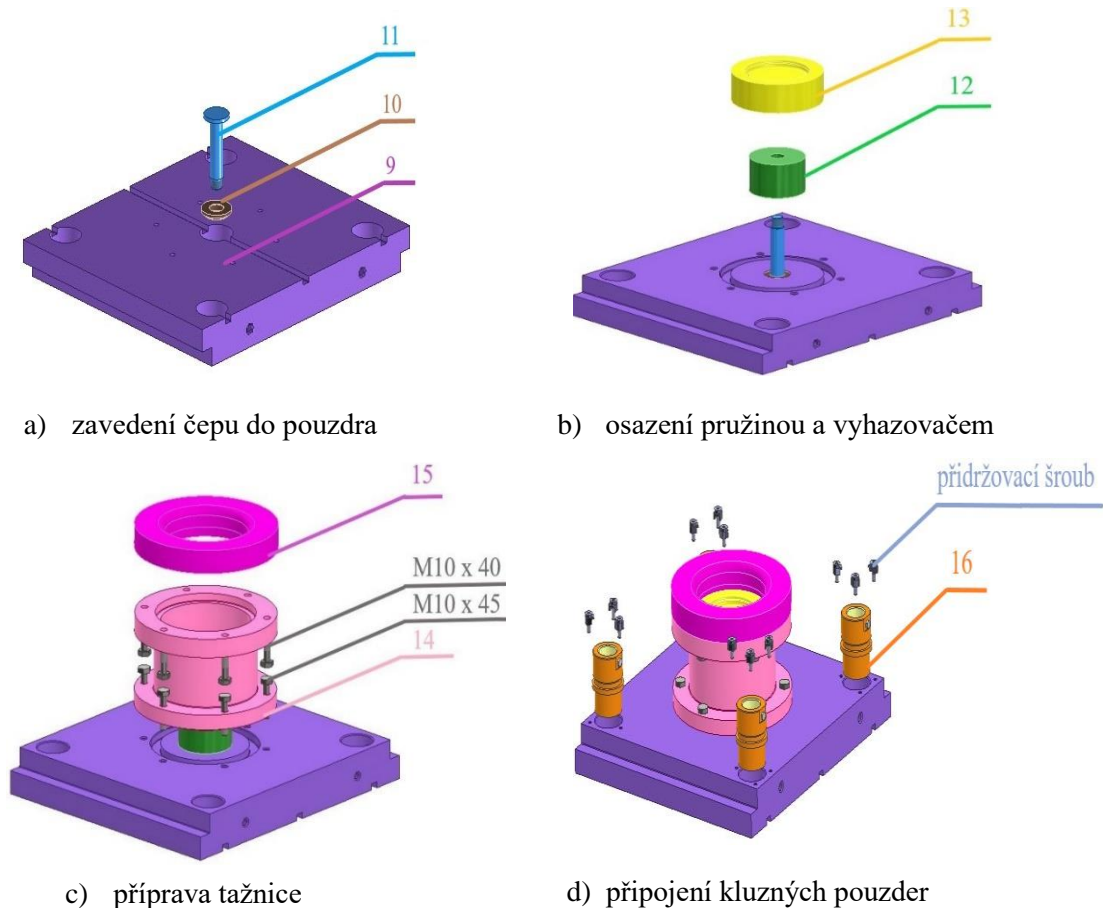 11
10
9
13
12
a) zavedení čepu do pouzdra
b) osazení pružinou a vyhazovačem
15
M10 x 40
M10 x 45
14
přidržovací šroub
16
c) příprava tažnice
d) připojení kluzných pouzder